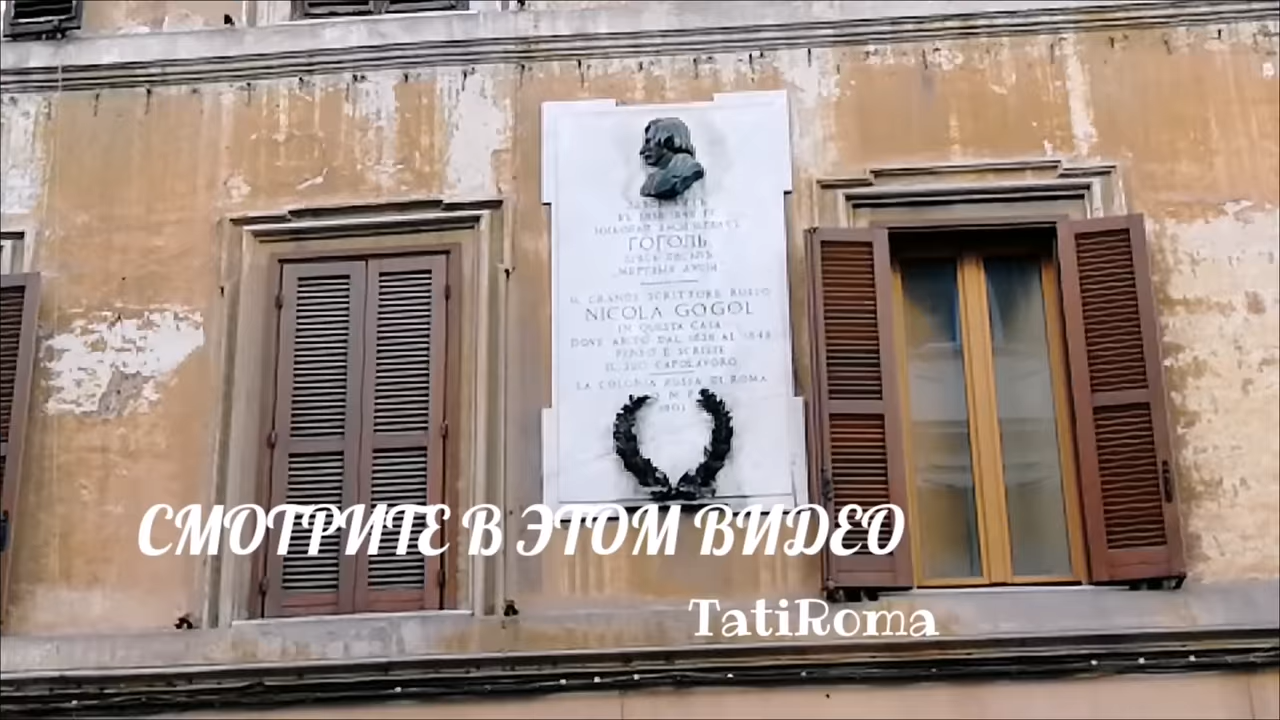 ГОГОЛЬ
IL GRANDE SCRITTORE RUSSO
NICOLA GOGOL
IN QUESTA CASA
DOVE ABITÒ DAL 1838 AL 1842
PENSÒ E SCRISSE
IL SUO CAPOLAVORO
LA COLONIA RUSSA DI ROMA
1901
СМОТРИТЕ В ЭТОМ ВИДЕО
TatiRoma